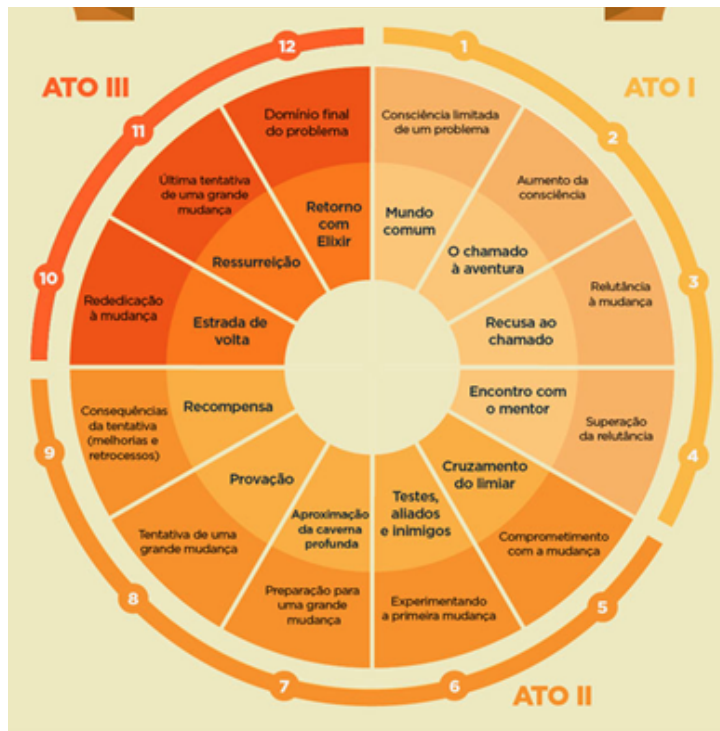 ATO I
1
Consciência limitada
de um problema
Mundo
comum
2
Aumento da
consciência
O chamado
à aventura
3
Relutância
à mudança
Recusa ao
chamado
4
Superação
da relutância
Encontro com
o mentor
ATO II
5
Comprometimento
com a mudança
Cruzamento
do limiar
6
Experimentando
a primeira mudança
Testes,
aliados
e inimigos
7
Preparação para
uma grande
mudança
Aproximação
da caverna
profunda
8
Tentativa de uma
grande mudança
Provação
9
Consequências
da tentativa
(melhorias e
retrocessos)
Recompensa
ATO III
10
Rededicação
à mudança
Estrada de
volta
11
Última tentativa
de uma grande
mudança
Ressurreição
12
Domínio final
do problema
Retorno
com
Elixir